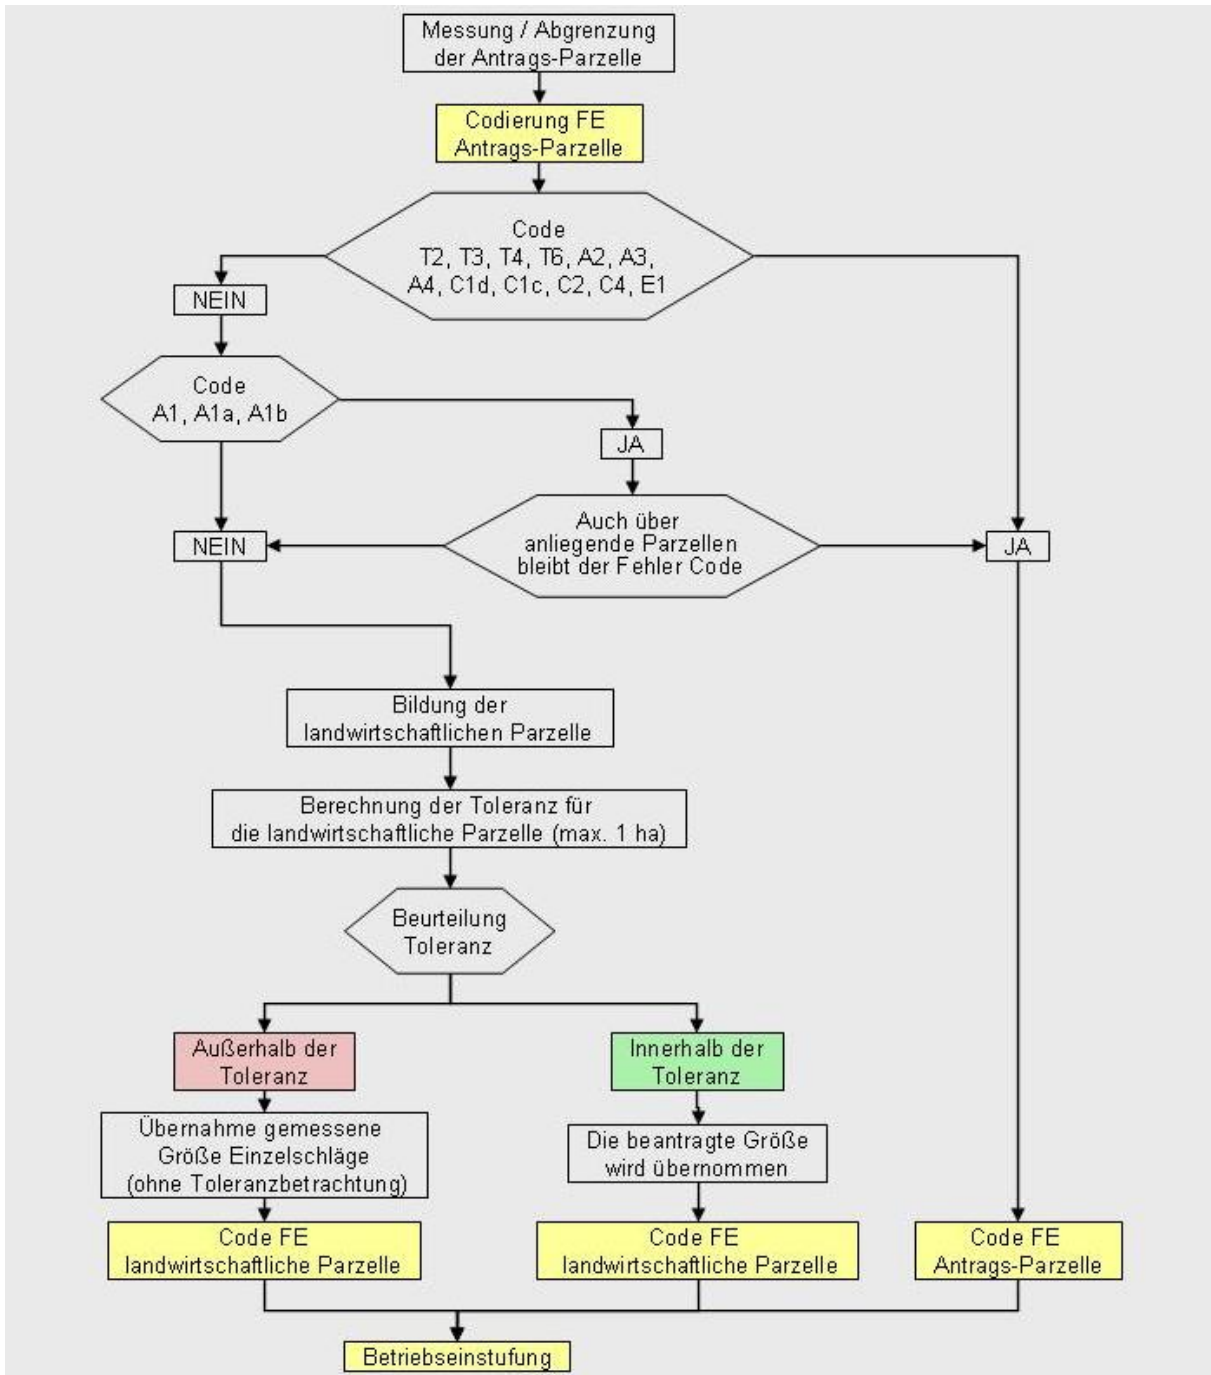 Messung / Abgrenzung
der Antrags-Parzelle
Codierung FE
Antrags-Parzelle
Code
T2, T3, T4, T6, A2, A3,
A4, C1d, C1c, C2, C4, E1
NEIN
Code
A1, A1a, A1b
JA
Auch über
anliegende Parzellen
bleibt der Fehler Code
NEIN
JA
Bildung der
landwirtschaftlichen Parzelle
Berechnung der Toleranz für
die landwirtschaftliche Parzelle (max. 1 ha)
Beurteilung
Toleranz
Außerhalb der
Toleranz
Innerhalb der
Toleranz
Übernahme gemessene
Größe Einzelschläge
(ohne Toleranzbetrachtung)
Die beantragte Größe
wird übernommen
Code FE
landwirtschaftliche Parzelle
Code FE
landwirtschaftliche Parzelle
Code FE
Antrags-Parzelle
Betriebseinstufung